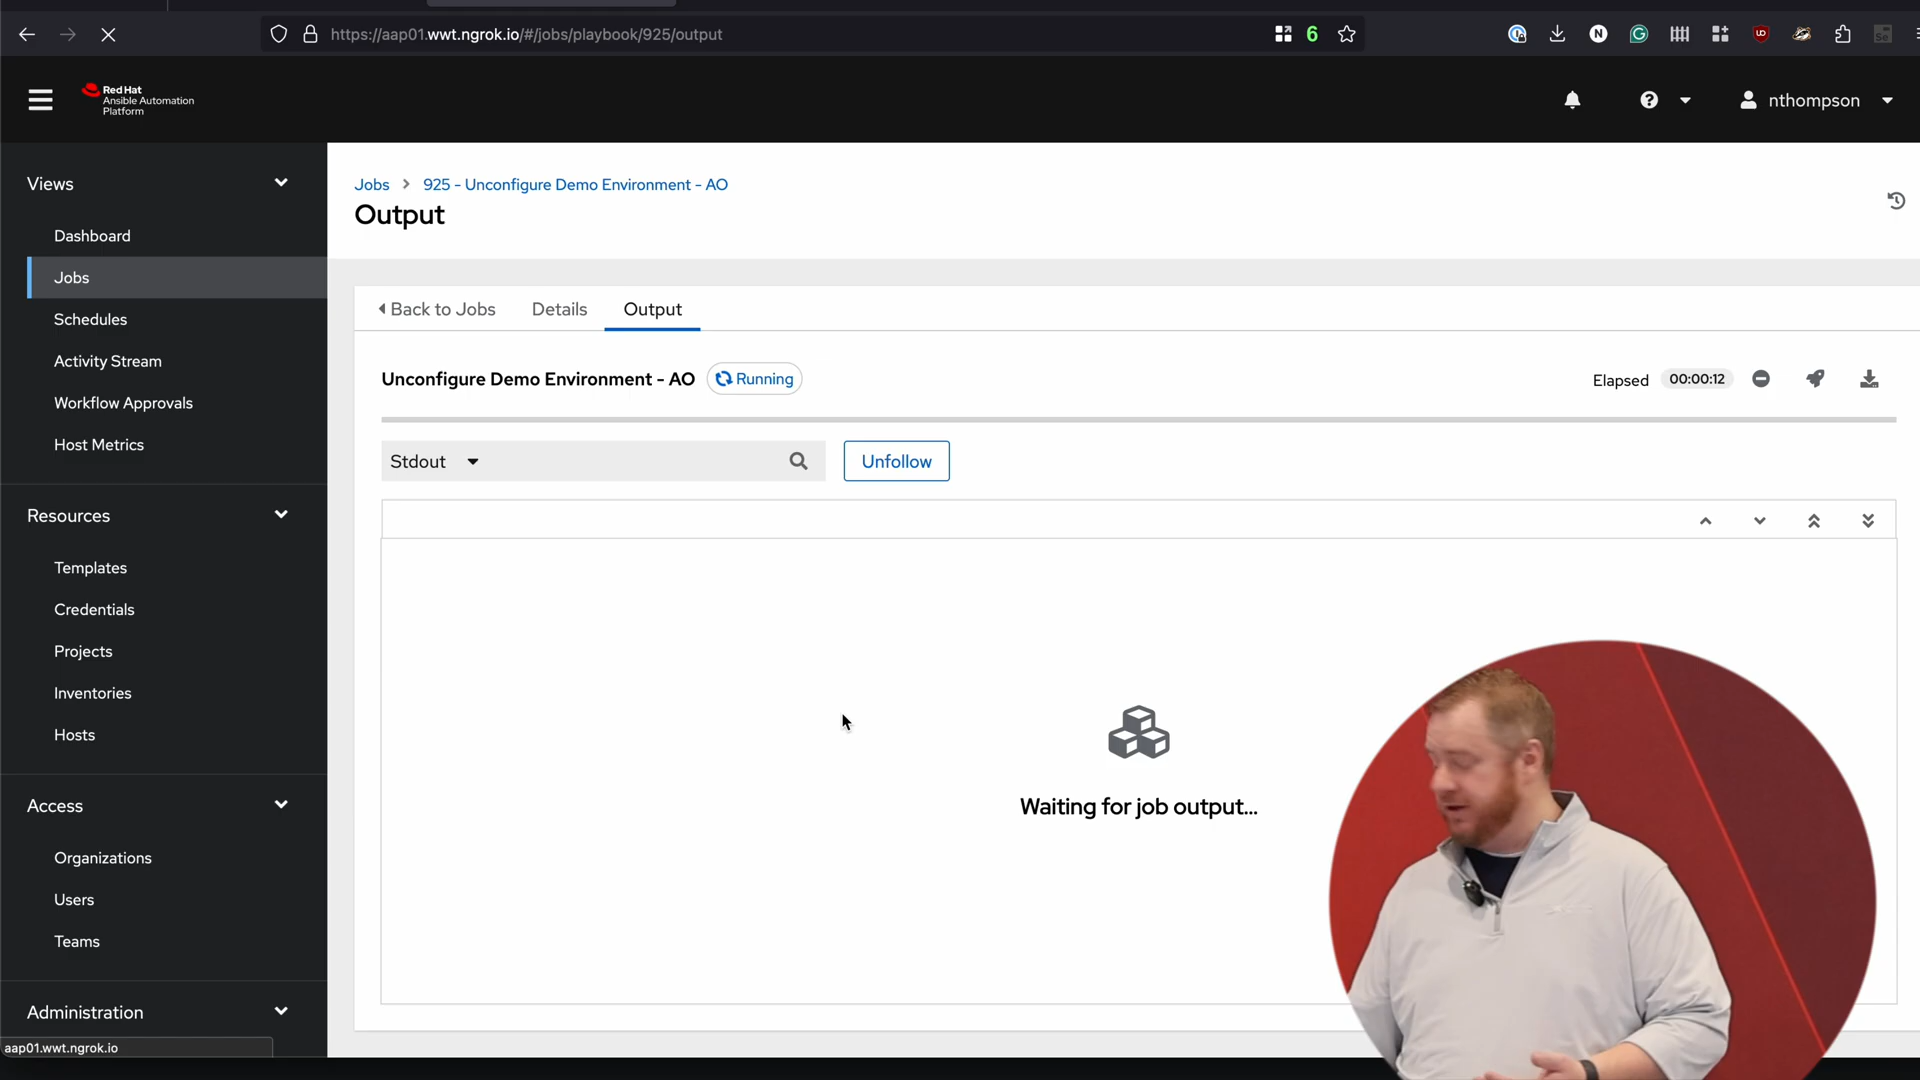 https://aap01.wwt.ngrok.io/#/jobs/playbook/925/output
6
Red Hat
Ansible Automation
Platform
nthompson
Views
Dashboard
Jobs
Schedules
Activity Stream
Workflow Approvals
Host Metrics
Resources
Templates
Credentials
Projects
Inventories
Hosts
Access
Organizations
Users
Teams
Administration
aap01.wwt.ngrok.io
Jobs > 925 - Unconfigure Demo Environment - AO
Output
Back to Jobs Details Output
Unconfigure Demo Environment - AO Running
Elapsed 00:00:12
Stdout
Unfollow
Waiting for job output...